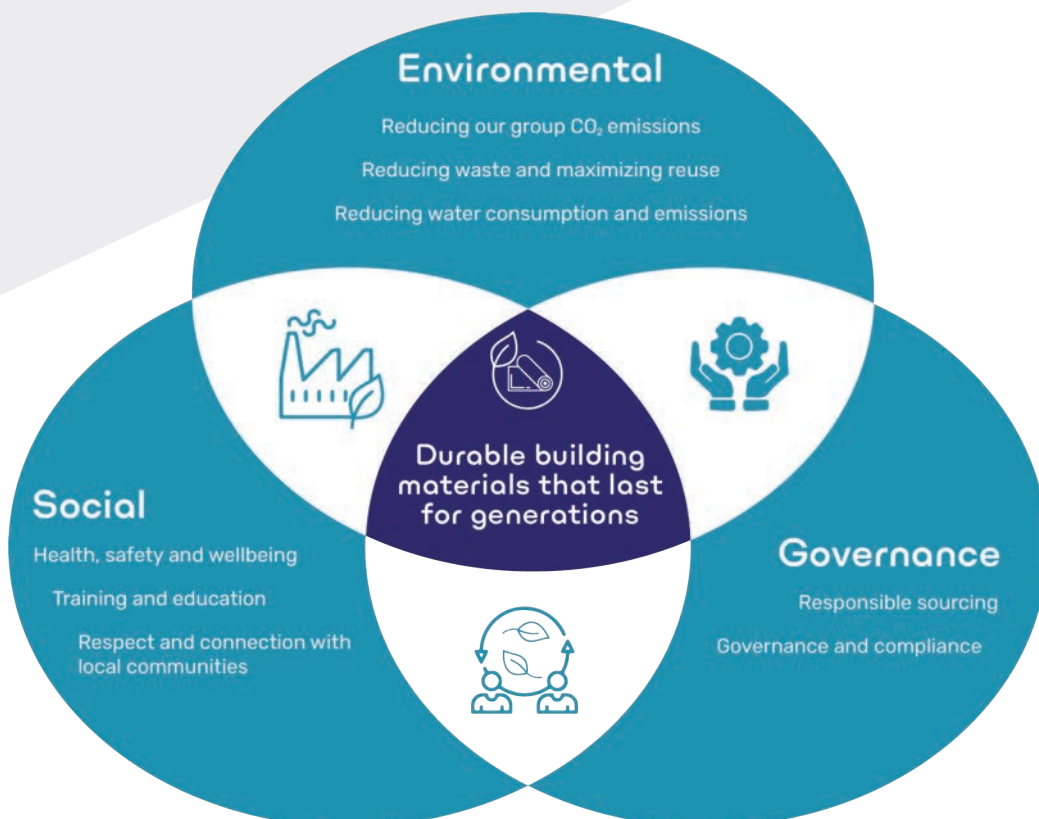 Environmental
Reducing our group CO₂ emissions
Reducing waste and maximizing reuse
Reducing water consumption and emissions
Durable building
materials that last
for generations
Social
Health, safety and wellbeing
Training and education
Respect and connection with
local communities
Governance
Responsible sourcing
Governance and compliance